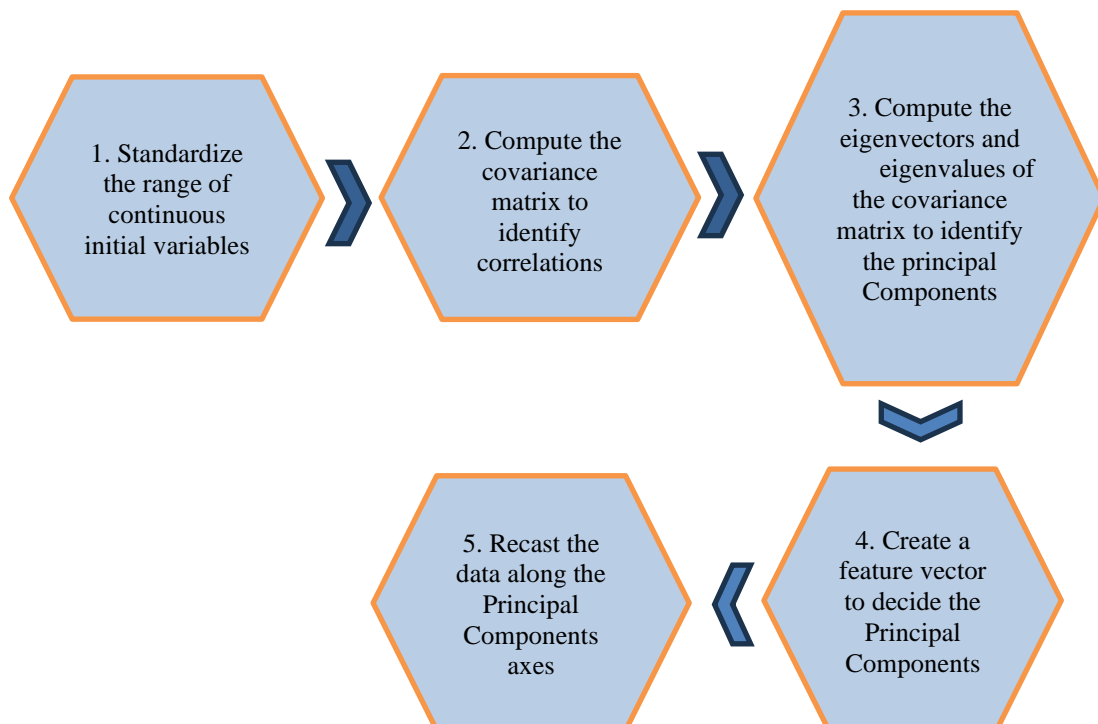 1. Standardize
the range of
continuous
initial variables
2. Compute the
covariance
matrix to
identify
correlations
3. Compute the
eigenvectors and
eigenvalues of
the covariance
matrix to identify
the principal
Components
4. Create a
feature vector
to decide the
Principal
Components
5. Recast the
data along the
Principal
Components
axes